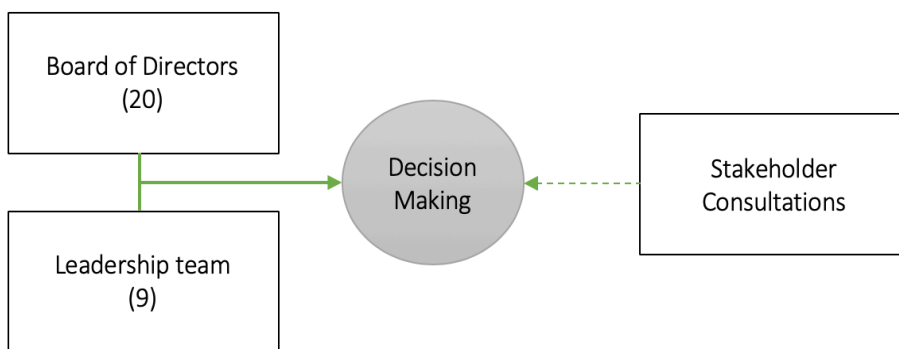 Board of Directors
(20)
Decision
Making
Stakeholder
Consultations
Leadership team
(9)